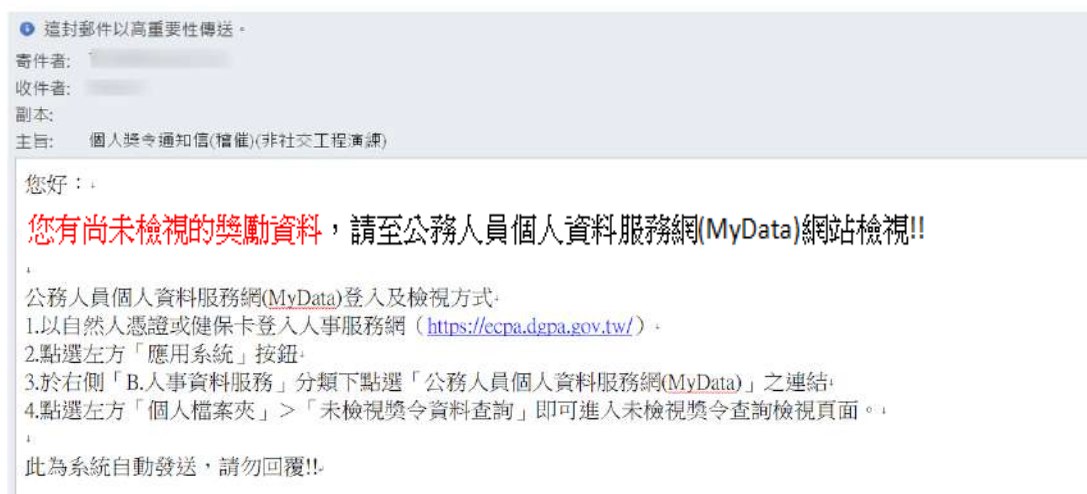 這封郵件以高重要性傳送。
寄件者:
收件者:
副本:
主旨: 個人獎令通知信(稽催)(非社交工程演練)
您好：
您有尚未檢視的獎勵資料，請至公務人員個人資料服務網(MyData)網站檢視!!
公務人員個人資料服務網(MyData)登入及檢視方式
1.以自然人憑證或健保卡登入人事服務網（https://ecpa.dgpa.gov.tw/）
2.點選左方「應用系統」按鈕
3.於右側「B.人事資料服務」分類下點選「公務人員個人資料服務網(MyData)」之連結
4.點選左方「個人檔案夾」＞「未檢視獎令資料查詢」即可進入未檢視獎令查詢檢視頁面。
此為系統自動發送，請勿回覆!!